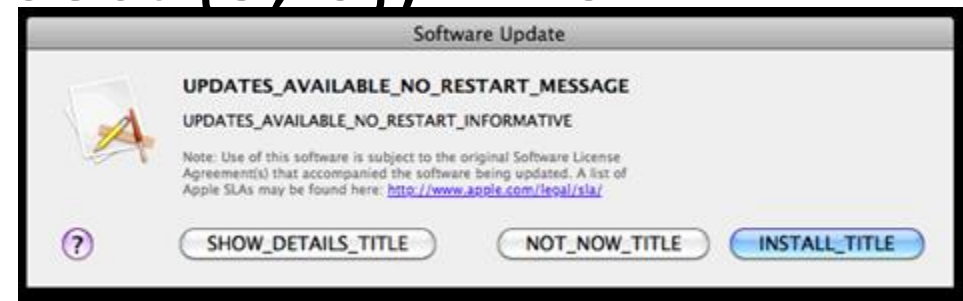 Software Update
UPDATES_AVAILABLE_NO_RESTART_MESSAGE
UPDATES_AVAILABLE_NO_RESTART_INFORMATIVE
Note: Use of this software is subject to the original Software License
Agreement(s) that accompanied the software being updated. A list of
Apple SLAs may be found here: http://www.apple.com/legal/sla/
?
SHOW_DETAILS_TITLE NOT_NOW_TITLE INSTALL_TITLE